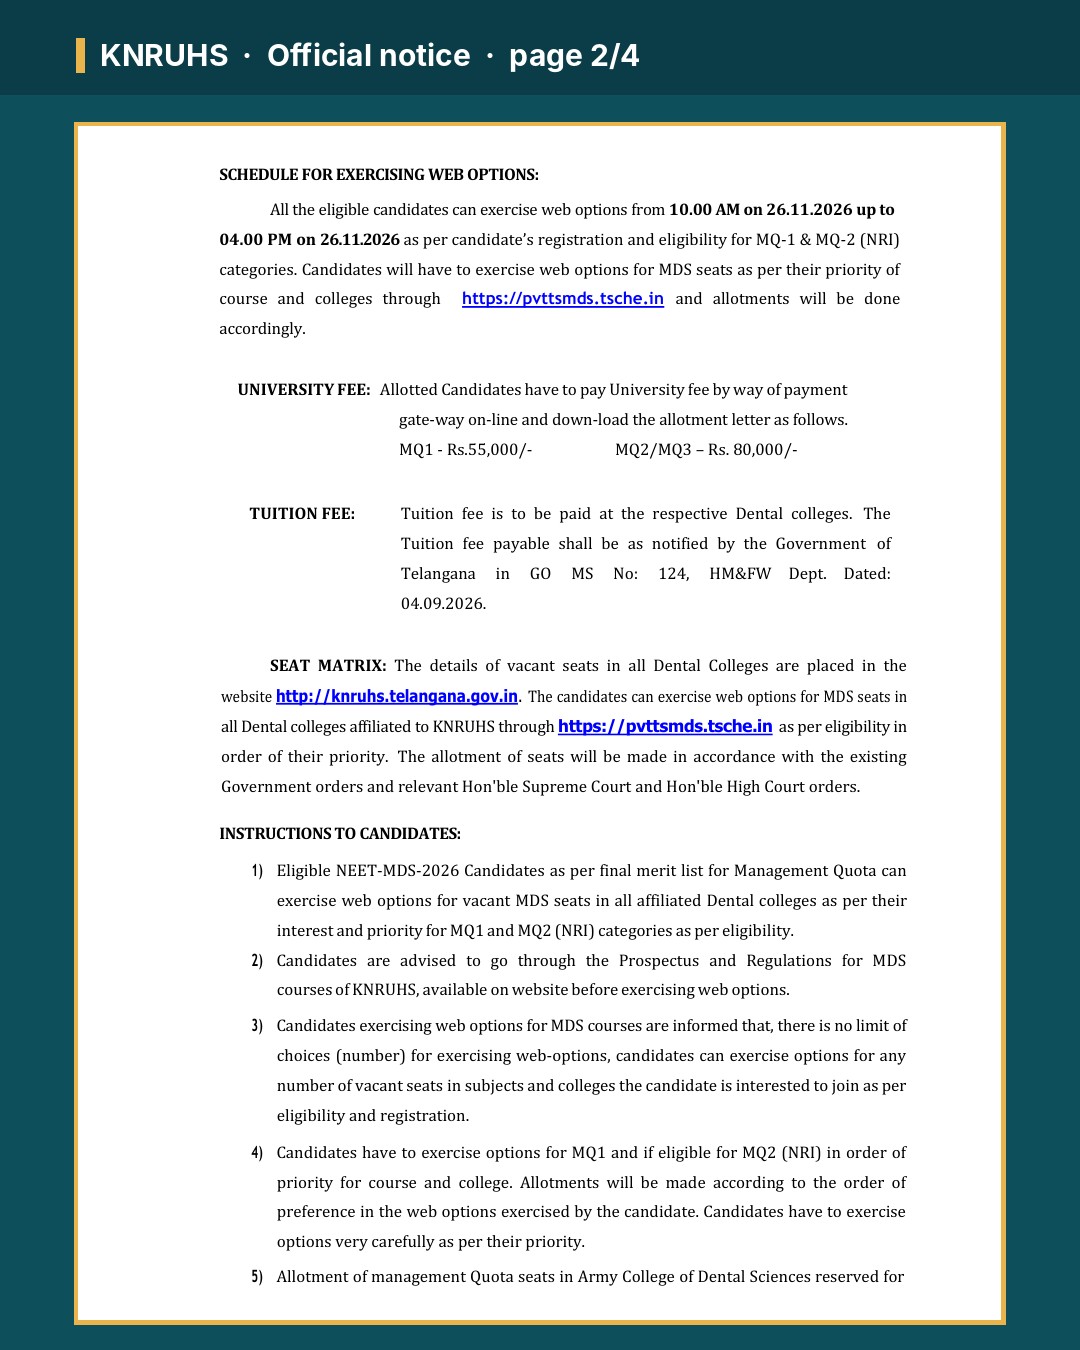 KNRUHS · Official notice · page 2/4
SCHEDULE FOR EXERCISING WEB OPTIONS:
All the eligible candidates can exercise web options from 10.00 AM on 26.11.2026 up to
04.00 PM on 26.11.2026 as per candidate’s registration and eligibility for MQ-1 & MQ-2 (NRI)
categories. Candidates will have to exercise web options for MDS seats as per their priority of
course and colleges through https://pvttsmds.tsche.in and allotments will be done
accordingly.
UNIVERSITY FEE: Allotted Candidates have to pay University fee by way of payment
gate-way on-line and down-load the allotment letter as follows.
MQ1 - Rs.55,000/- MQ2/MQ3 – Rs. 80,000/-
TUITION FEE: Tuition fee is to be paid at the respective Dental colleges. The
Tuition fee payable shall be as notified by the Government of
Telangana in GO MS No: 124, HM&FW Dept. Dated:
04.09.2026.
SEAT MATRIX: The details of vacant seats in all Dental Colleges are placed in the
website http://knruhs.telangana.gov.in. The candidates can exercise web options for MDS seats in
all Dental colleges affiliated to KNRUHS through https://pvttsmds.tsche.in as per eligibility in
order of their priority. The allotment of seats will be made in accordance with the existing
Government orders and relevant Hon'ble Supreme Court and Hon'ble High Court orders.
INSTRUCTIONS TO CANDIDATES:
1) Eligible NEET-MDS-2026 Candidates as per final merit list for Management Quota can
exercise web options for vacant MDS seats in all affiliated Dental colleges as per their
interest and priority for MQ1 and MQ2 (NRI) categories as per eligibility.
2) Candidates are advised to go through the Prospectus and Regulations for MDS
courses of KNRUHS, available on website before exercising web options.
3) Candidates exercising web options for MDS courses are informed that, there is no limit of
choices (number) for exercising web-options, candidates can exercise options for any
number of vacant seats in subjects and colleges the candidate is interested to join as per
eligibility and registration.
4) Candidates have to exercise options for MQ1 and if eligible for MQ2 (NRI) in order of
priority for course and college. Allotments will be made according to the order of
preference in the web options exercised by the candidate. Candidates have to exercise
options very carefully as per their priority.
5) Allotment of management Quota seats in Army College of Dental Sciences reserved for